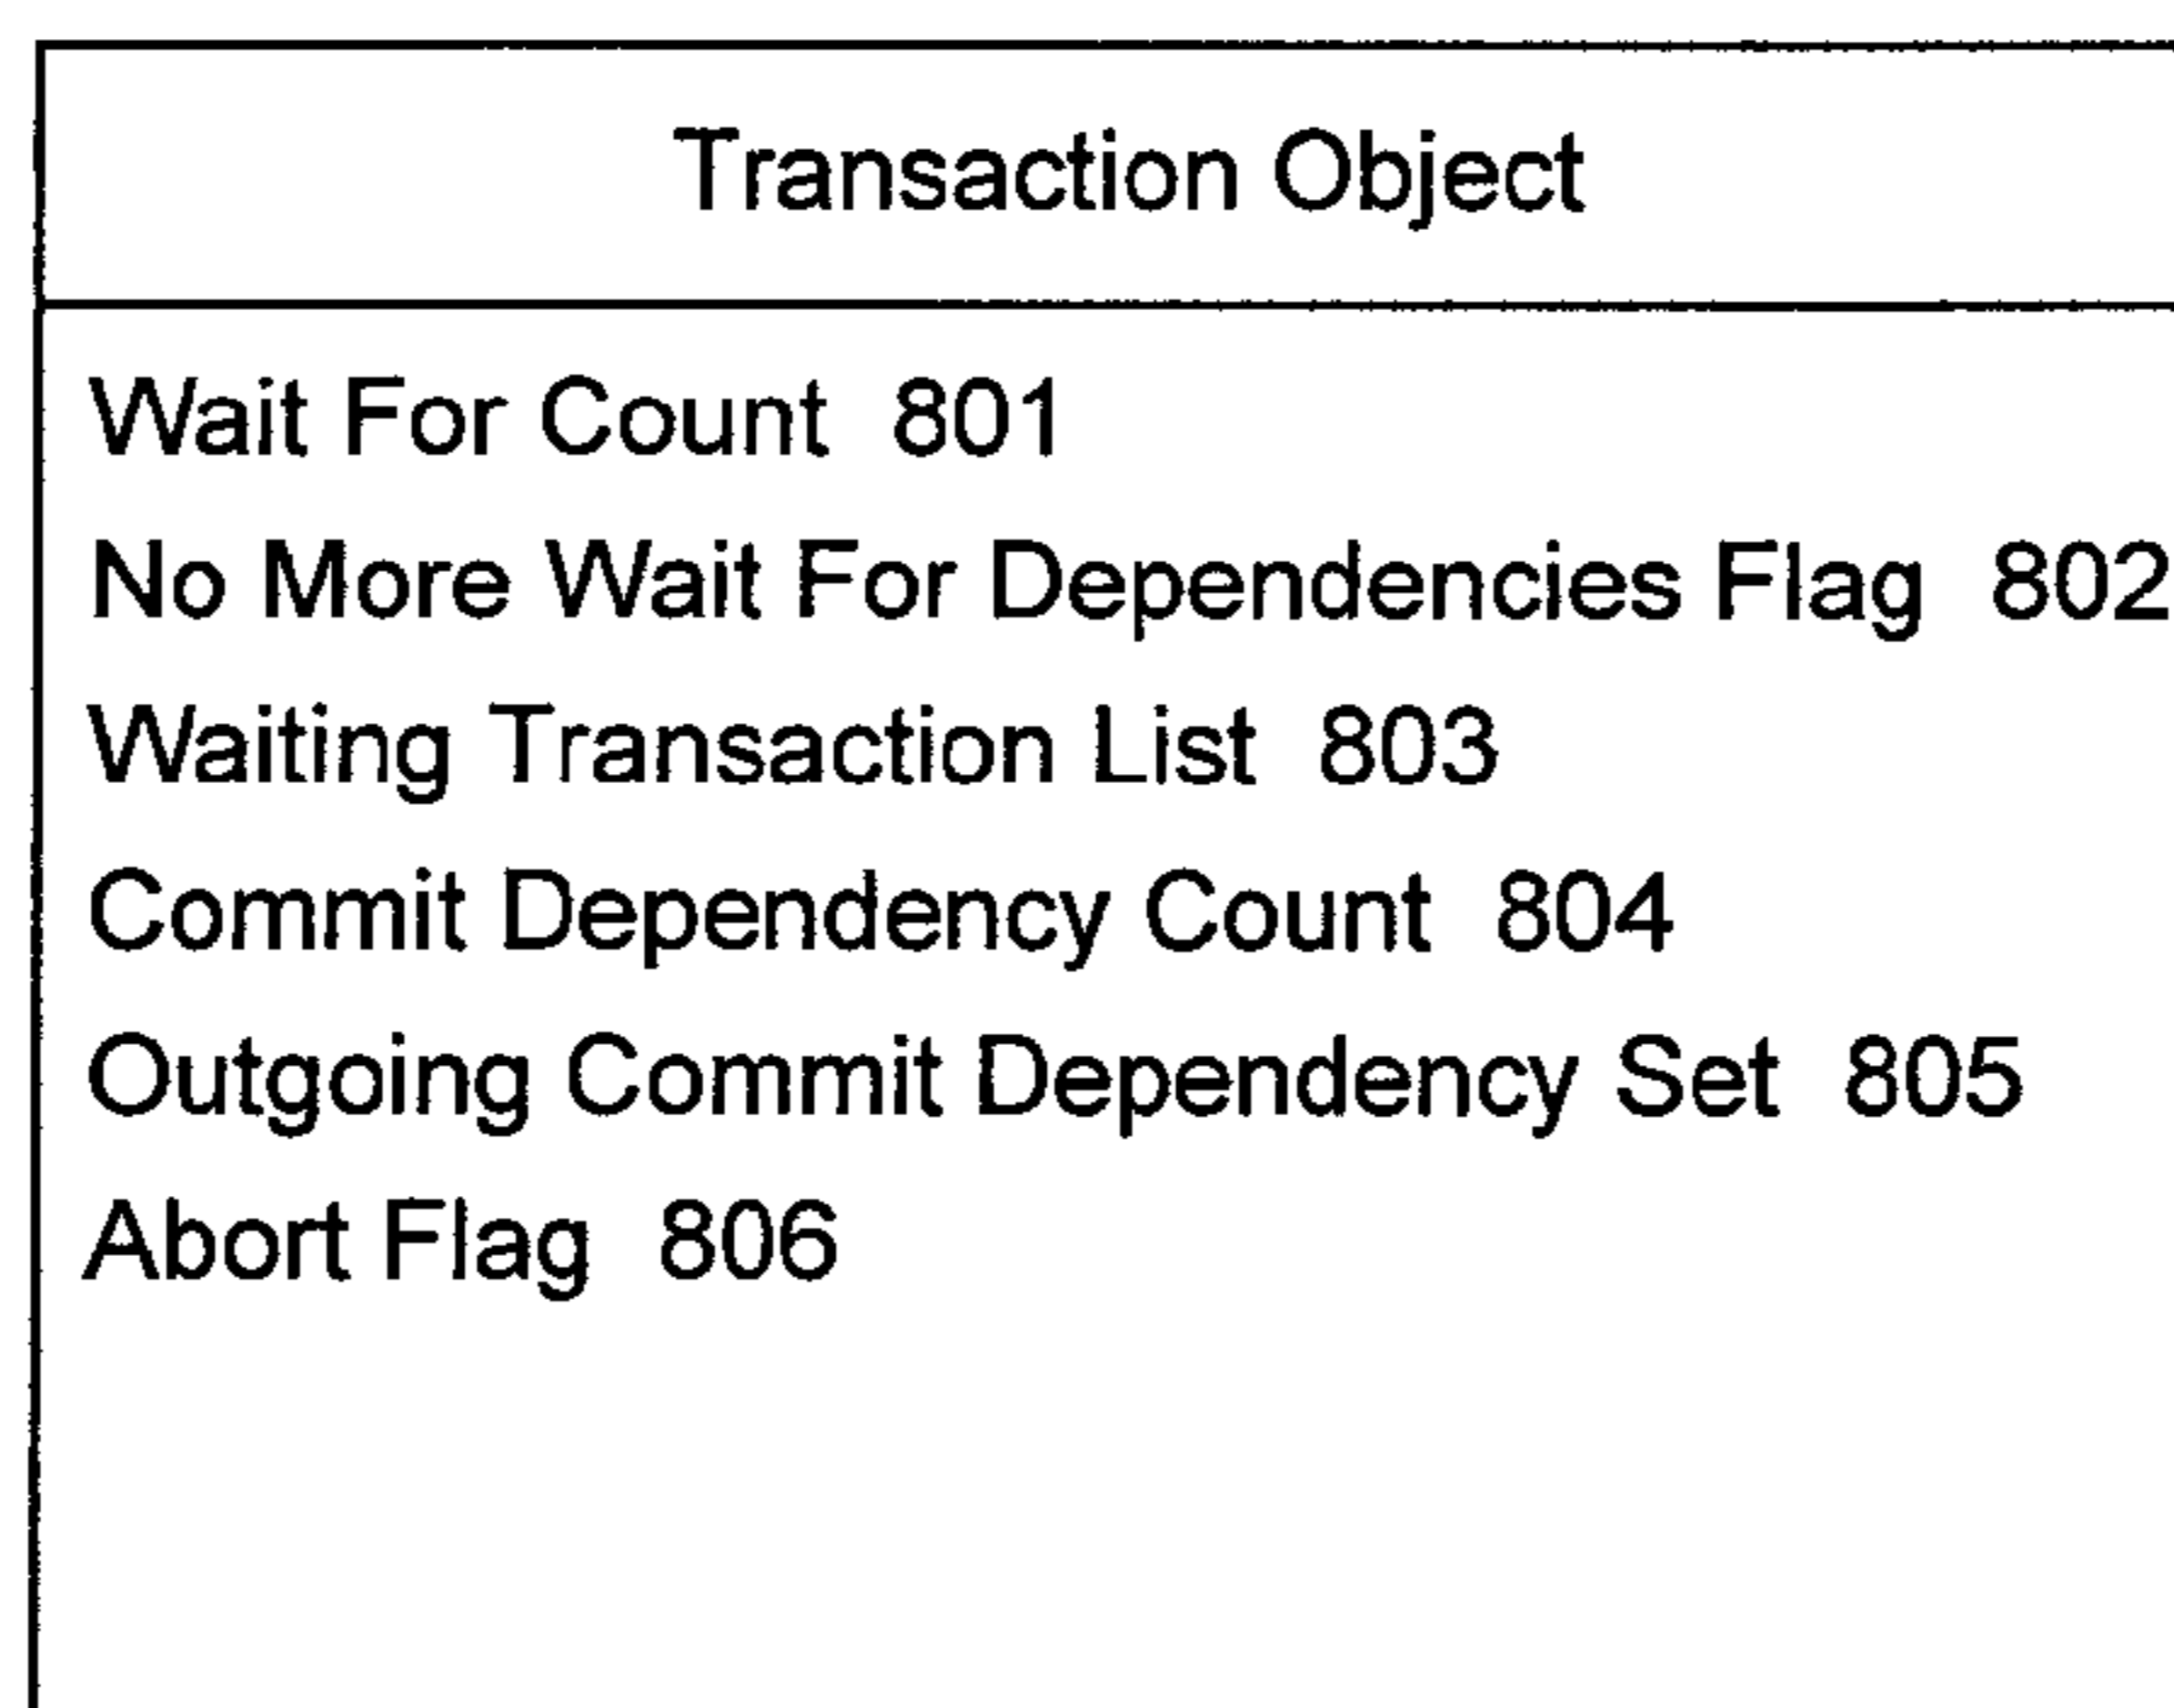 Transaction Object
Wait For Count 801
No More Wait For Dependencies Flag 802
Waiting Transaction List 803
Commit Dependency Count 804
Outgoing Commit Dependency Set 805
Abort Flag 806